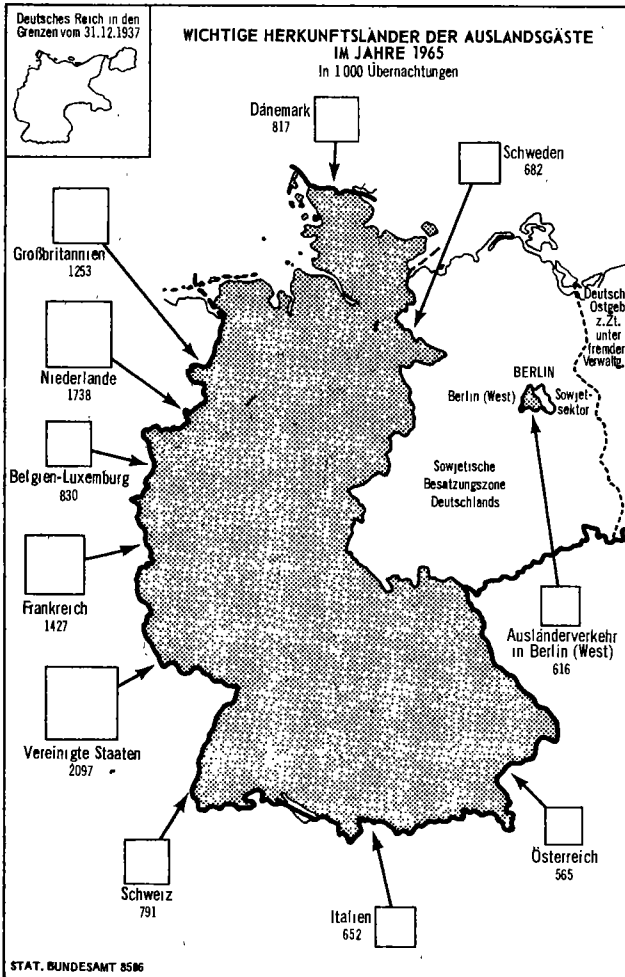 Deutsches Reich in den
Grenzen vom 31.12.1937
WICHTIGE HERKUNFTSLÄNDER DER AUSLANDSGÄSTE
IM JAHRE 1965
In 1000 Übernachtungen
Dänemark
817
Schweden
682
Großbritannien
1253
Deutsch
Ostgeb
z.Zt.
unter
fremder
Verwaltg.
Niederlande
1738
BERLIN
Berlin (West)
Sowjet-
sektor
Belgien-Luxemburg
830
Sowjetische
Besatzungszone
Deutschlands
Frankreich
1427
Ausländerverkehr
in Berlin (West)
616
Vereinigte Staaten
2097
Österreich
565
Schweiz
791
Italien
652
STAT. BUNDESAMT 8586